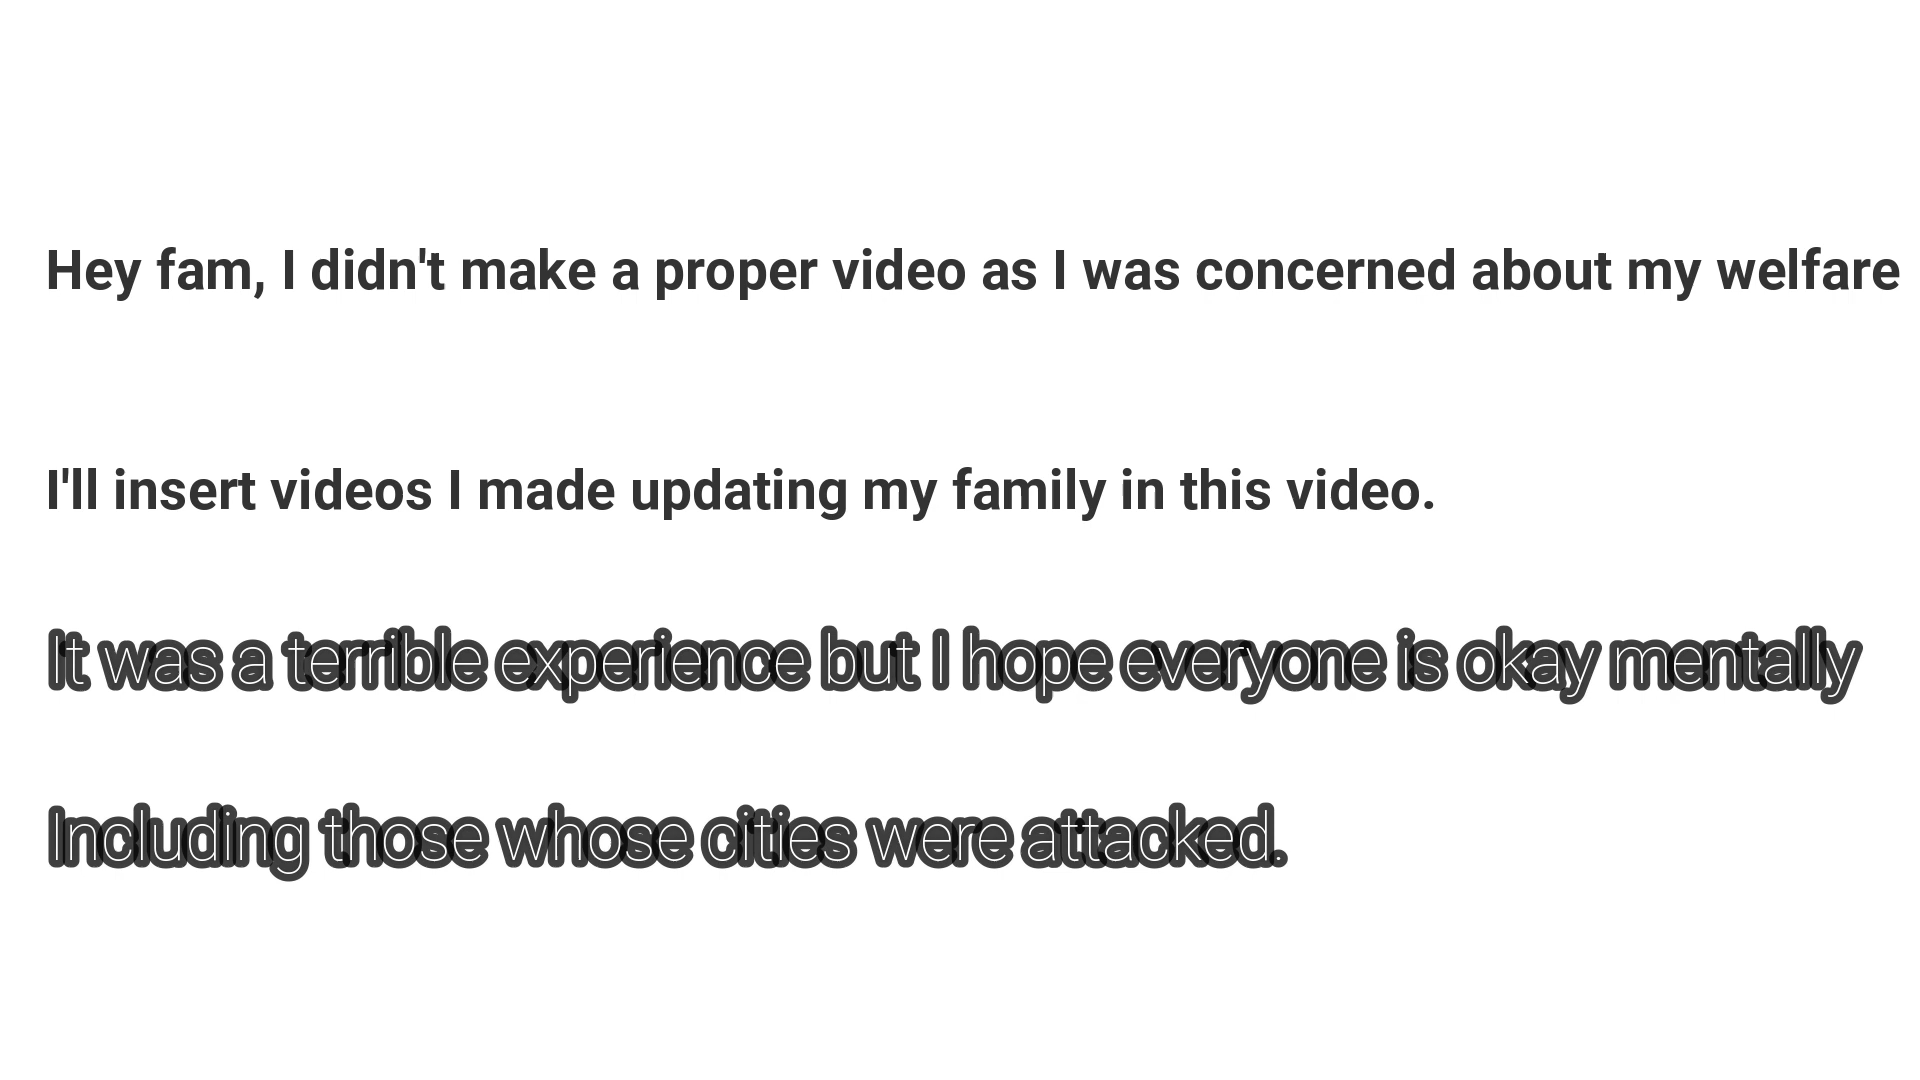 Hey fam, I didn't make a proper video as I was concerned about my welfare
I'll insert videos I made updating my family in this video.
It was a terrible experience but I hope everyone is okay mentally
Including those whose cities were attacked.